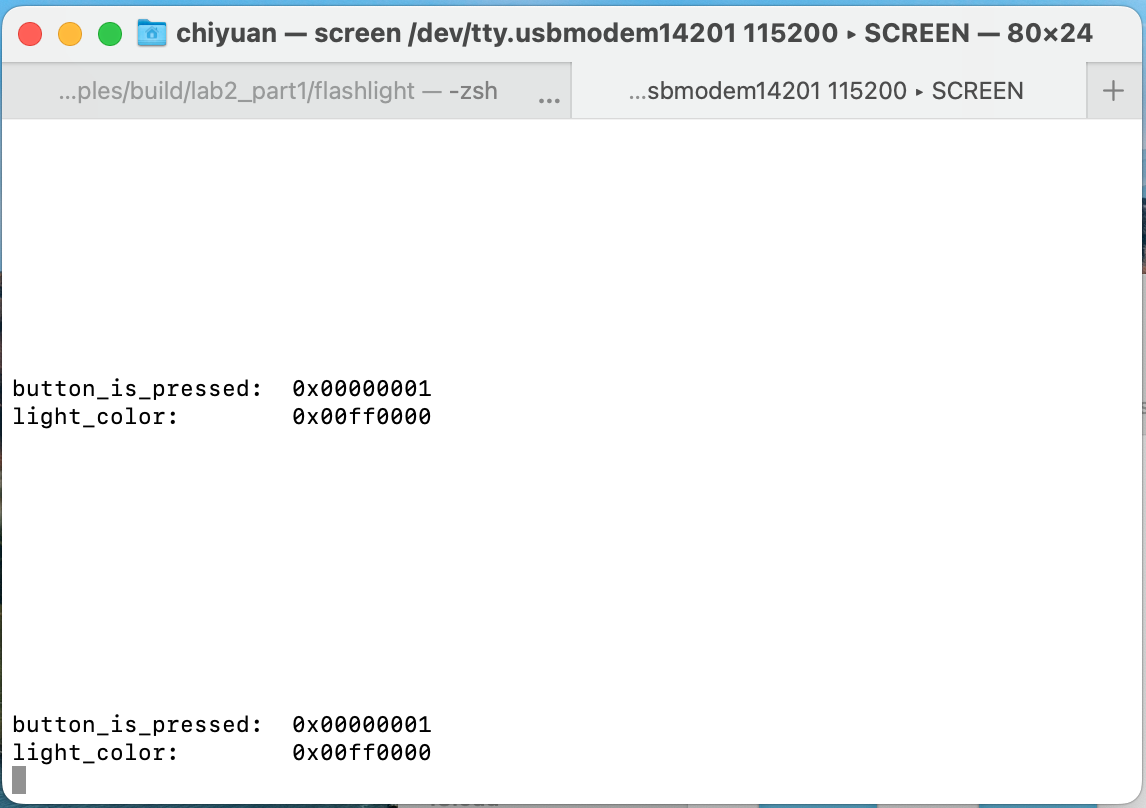 chiyuan — screen /dev/tty.usbmodem14201 115200 ▸ SCREEN — 80×24
...ples/build/lab2_part1/flashlight — -zsh ...
...sbmodem14201 115200 ▸ SCREEN +
button_is_pressed:  0x00000001
light_color:        0x00ff0000
button_is_pressed:  0x00000001
light_color:        0x00ff0000